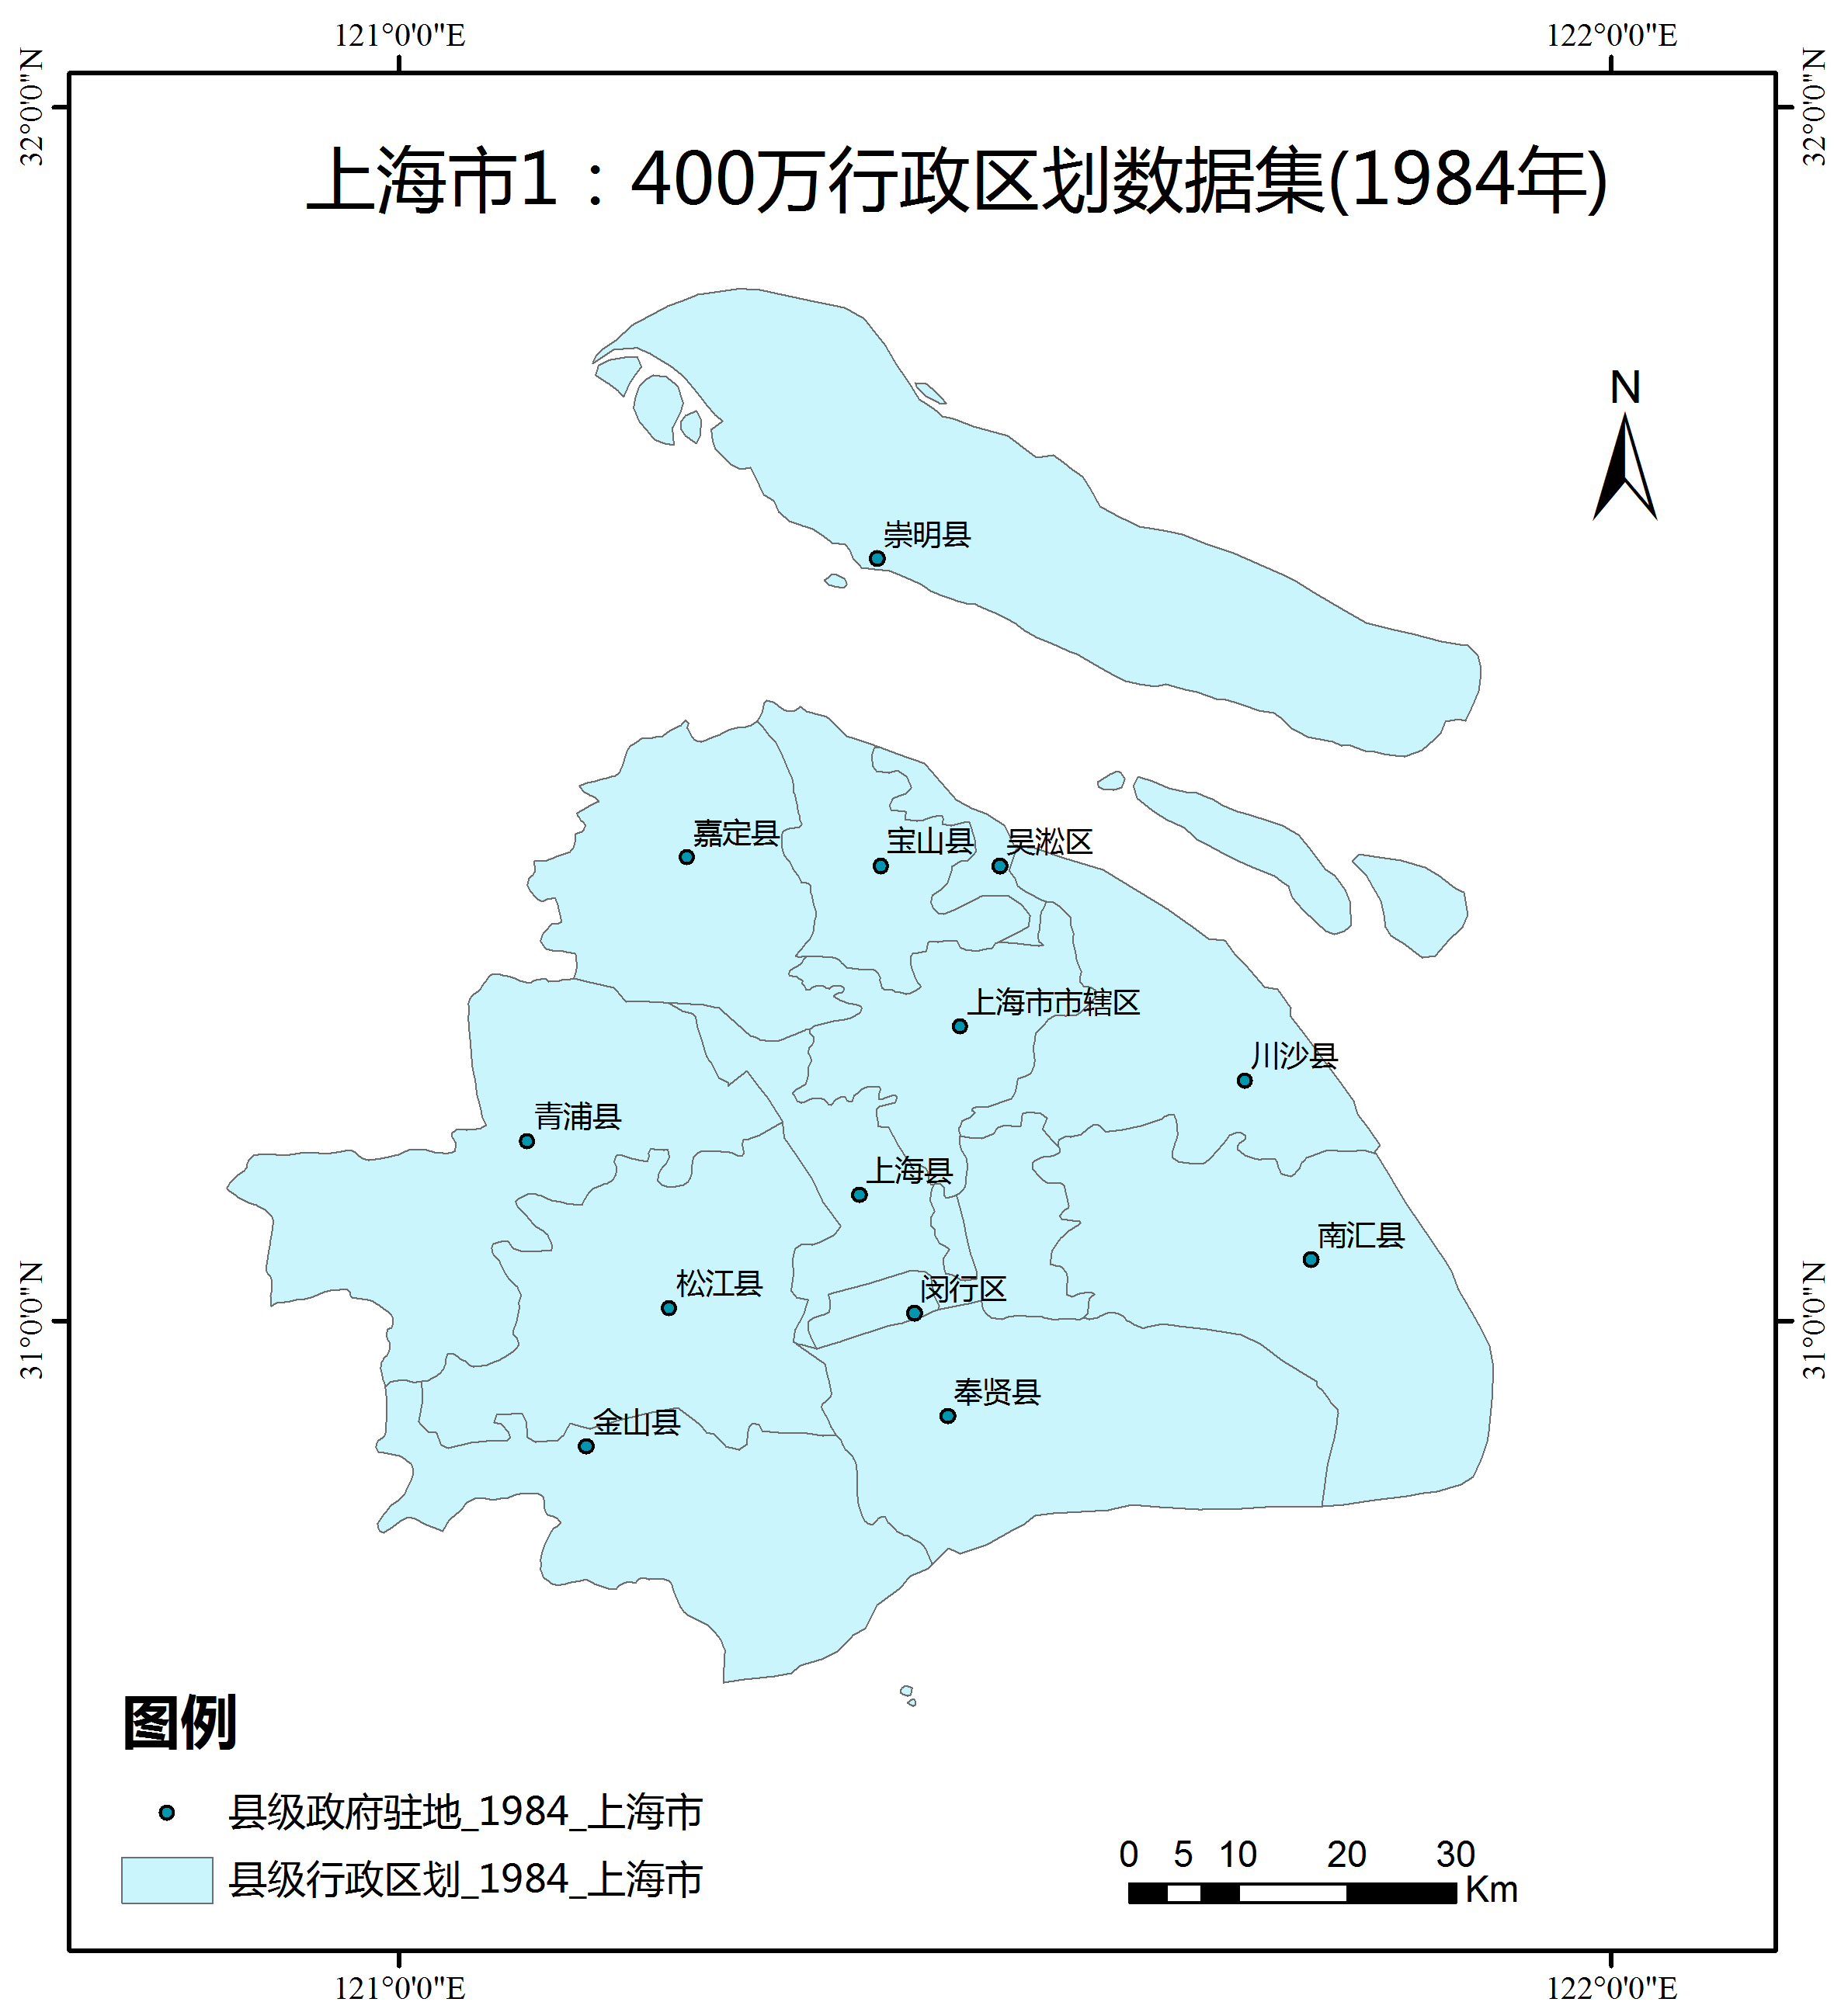 121°0'0"E
122°0'0"E
32°0'0"N
32°0'0"N
上海市1：400万行政区划数据集(1984年)
N
崇明县
嘉定县
宝山县
吴淞区
上海市市辖区
川沙县
青浦县
上海县
南汇县
松江县
闵行区
31°0'0"N
31°0'0"N
奉贤县
金山县
图例
县级政府驻地_1984_上海市
县级行政区划_1984_上海市
0 5 10 20 30
Km
121°0'0"E
122°0'0"E